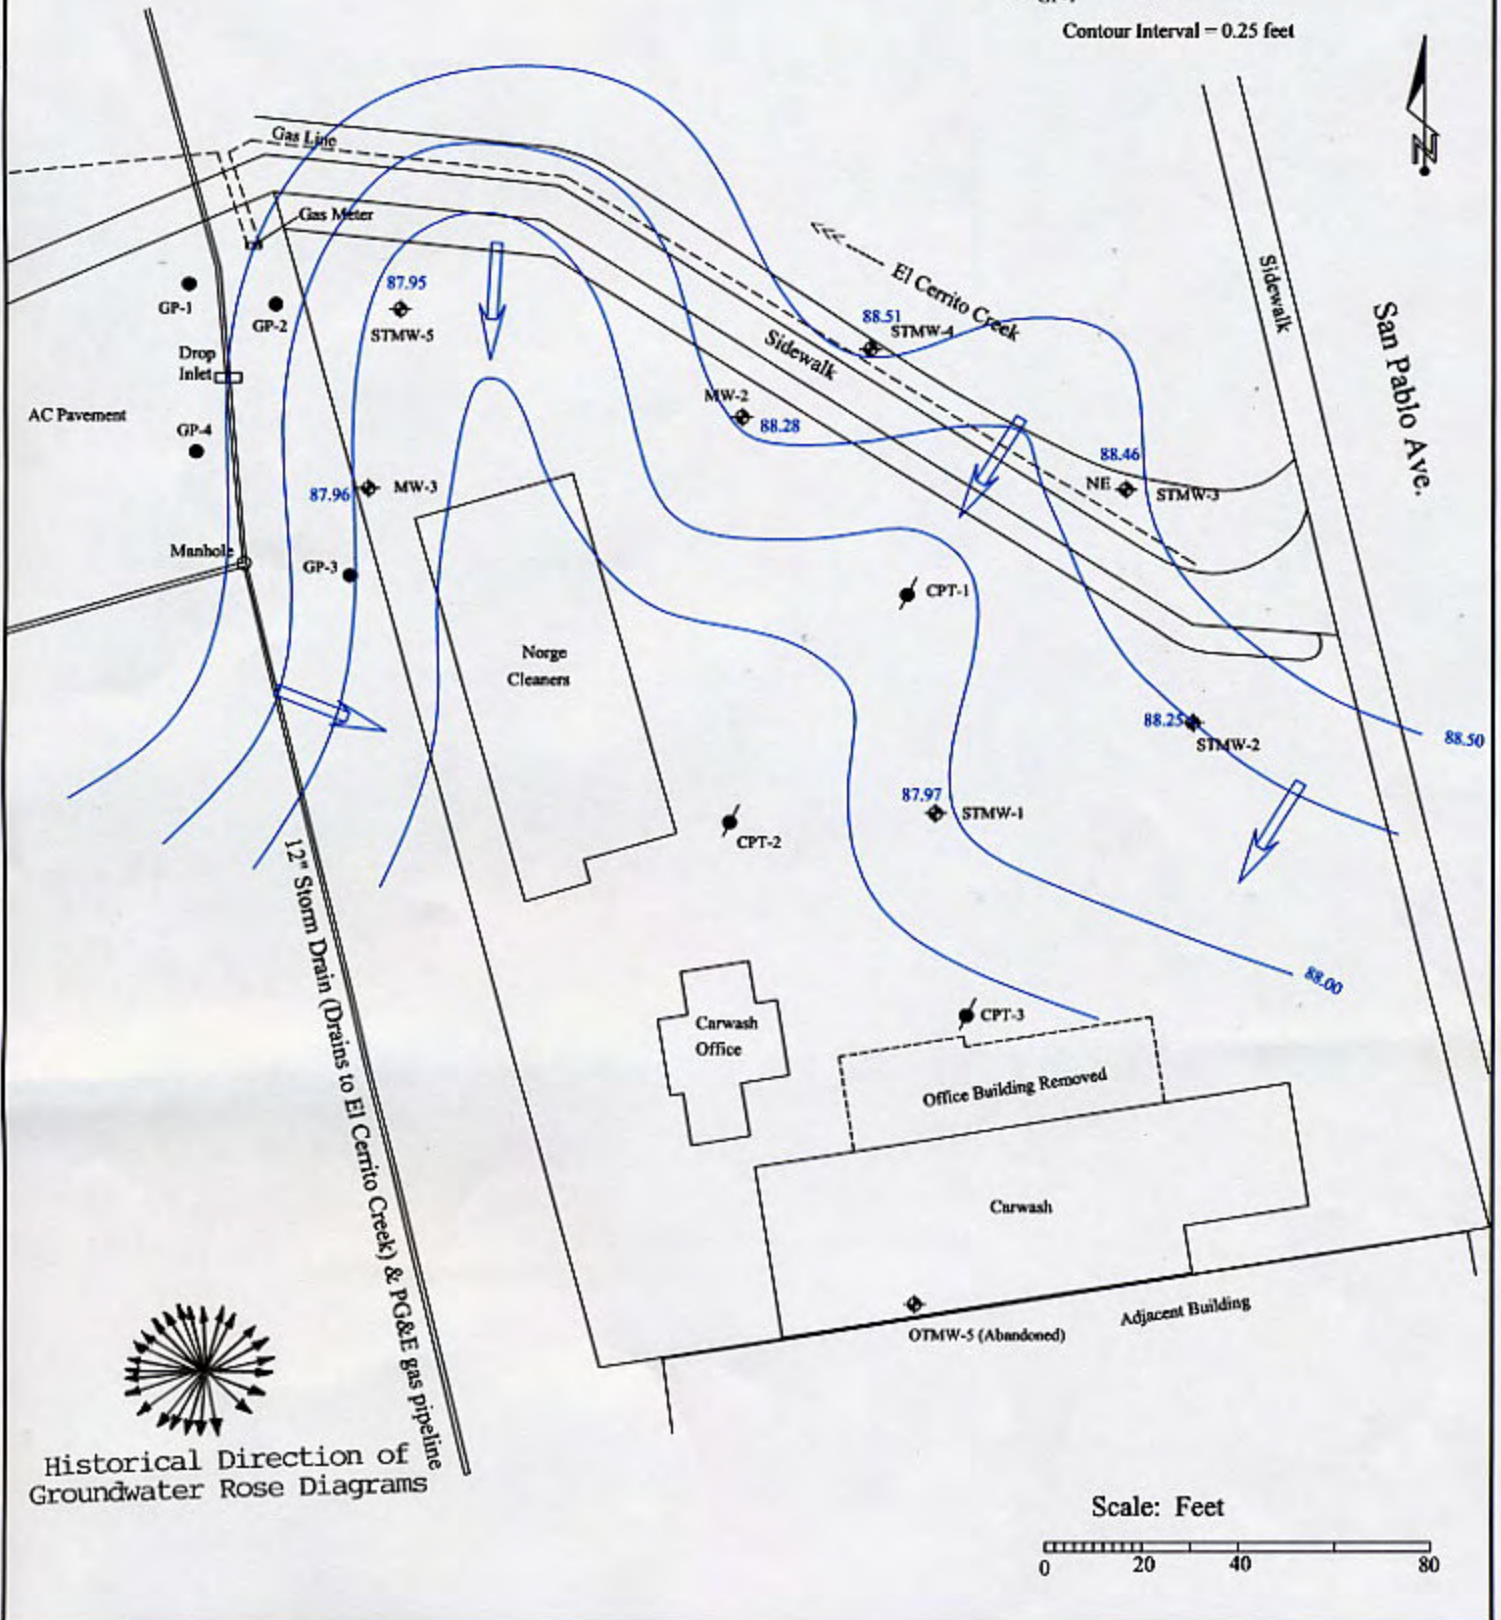 Contour Interval = 0.25 feet
N
Gas Line
Gas Meter
El Cerrito Creek
Sidewalk
San Pablo Ave.
87.95
STMW-5
GP-1
GP-2
88.51
STMW-4
Sidewalk
Drop
Inlet
AC Pavement
GP-4
MW-2
88.28
88.46
NE
STMW-3
87.96
MW-3
Manhole
GP-3
CPT-1
Norge
Cleaners
88.25
STMW-2
88.50
87.97
STMW-1
CPT-2
12" Storm Drain (Drains to El Cerrito Creek) & PG&E gas pipeline
88.00
CPT-3
Carwash
Office
Office Building Removed
Carwash
OTMW-5 (Abandoned)
Adjacent Building
Historical Direction of
Groundwater Rose Diagrams
Scale: Feet
0 20 40 80